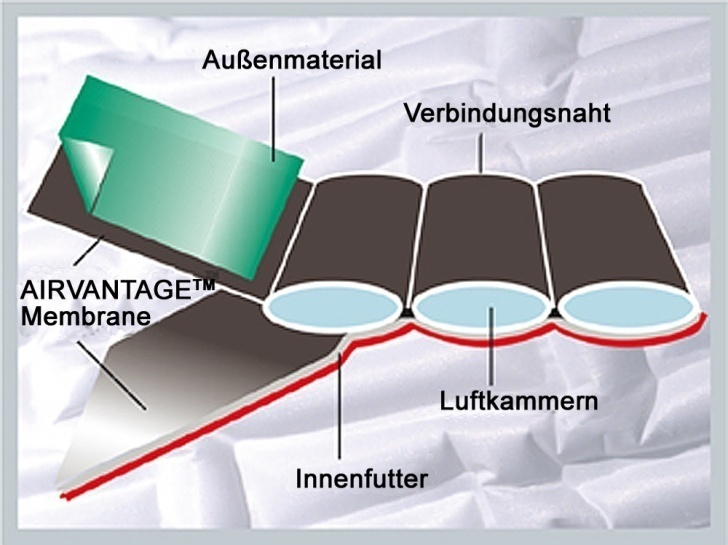 Außenmaterial
Verbindungsnaht
AIRVANTAGE™
Membrane
Luftkammern
Innenfutter